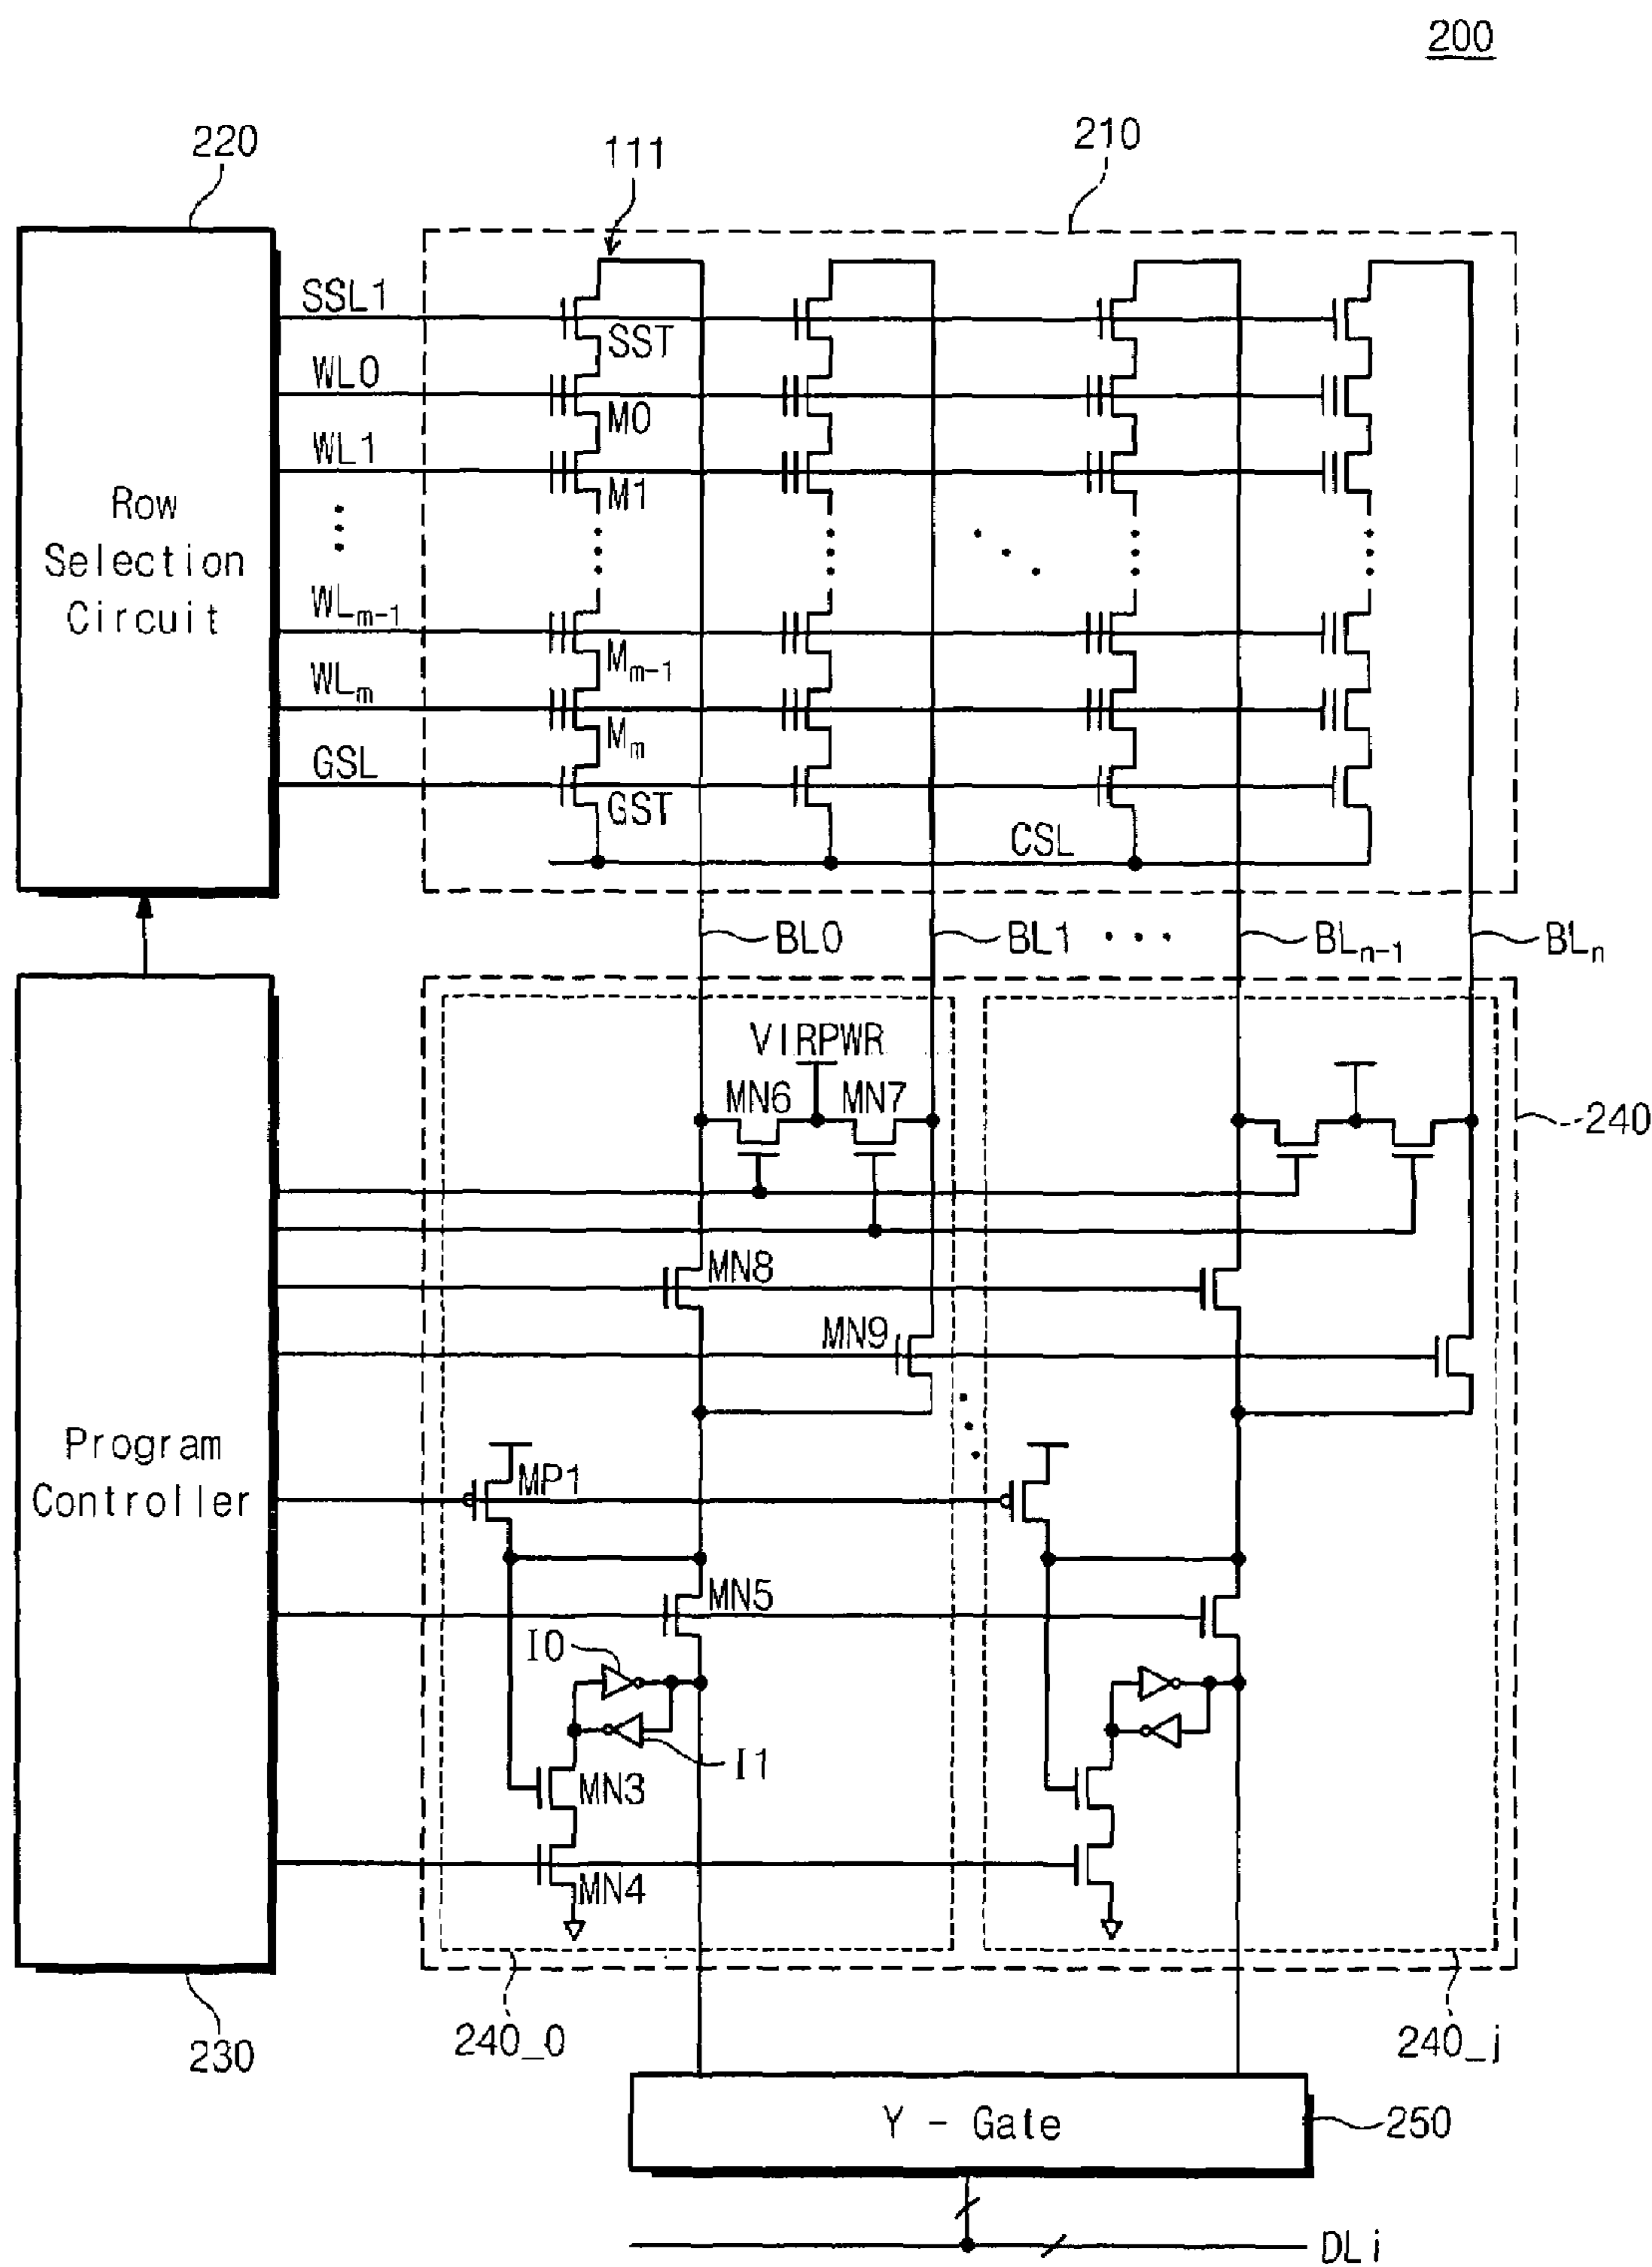 200
220
111
210
SSL1
SST
WL0
M0
WL1
M1
Row
Selection
Circuit
WLm-1
Mm-1
WLm
Mm
GSL
GST
CSL
BL0
BL1
BLn-1
BLn
VIRPWR
MN6
MN7
240
MN8
MN9
Program
Controller
MP1
MN5
I0
I1
MN3
MN4
230
240_0
240_j
Y - Gate
250
DLi